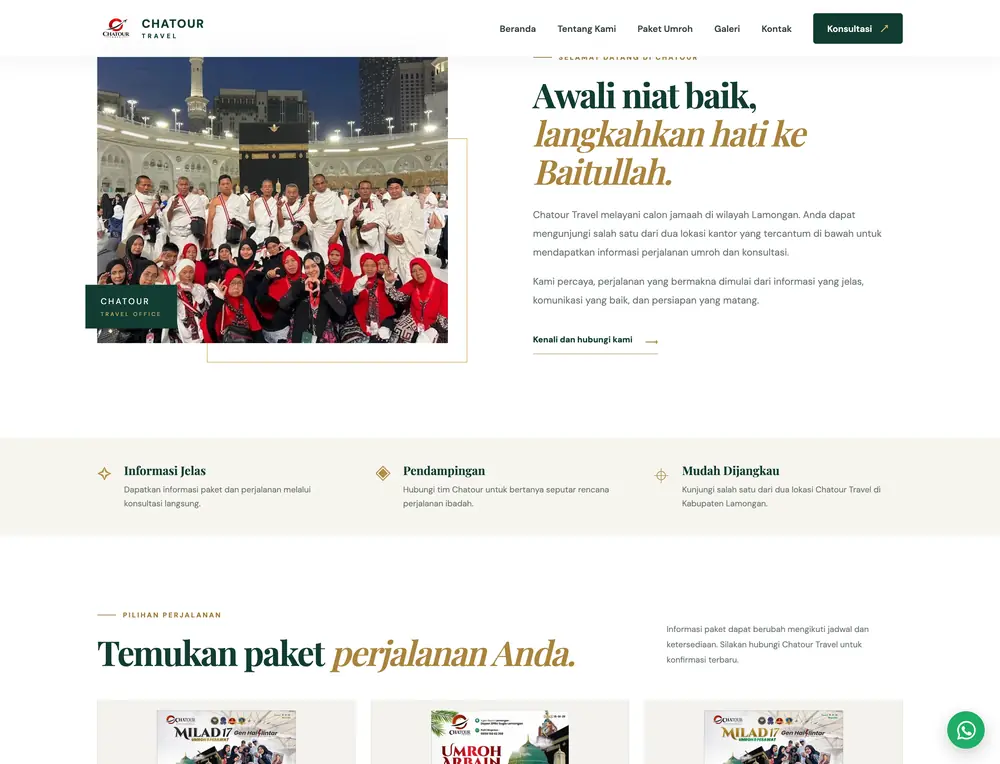 CHATOUR
CHATOUR
TRAVEL
Beranda
Tentang Kami
Paket Umroh
Galeri
Kontak
Konsultasi
SELAMAT DATANG DI CHATOUR
Awali niat baik,
langkahkan hati ke
Baitullah.
Chatour Travel melayani calon jamaah di wilayah Lamongan. Anda dapat
mengunjungi salah satu dari dua lokasi kantor yang tercantum di bawah untuk
mendapatkan informasi perjalanan umroh dan konsultasi.
Kami percaya, perjalanan yang bermakna dimulai dari informasi yang jelas,
komunikasi yang baik, dan persiapan yang matang.
Kenali dan hubungi kami
CHATOUR
TRAVEL OFFICE
Informasi Jelas
Dapatkan informasi paket dan perjalanan melalui
konsultasi langsung.
Pendampingan
Hubungi tim Chatour untuk bertanya seputar rencana
perjalanan ibadah.
Mudah Dijangkau
Kunjungi salah satu dari dua lokasi Chatour Travel di
Kabupaten Lamongan.
PILIHAN PERJALANAN
Temukan paket perjalanan Anda.
Informasi paket dapat berubah mengikuti jadwal dan
ketersediaan. Silakan hubungi Chatour Travel untuk
konfirmasi terbaru.
CHATOUR
MILAD 17
CHATOUR
UMROH
ARBAIN
CHATOUR
MILAD 17